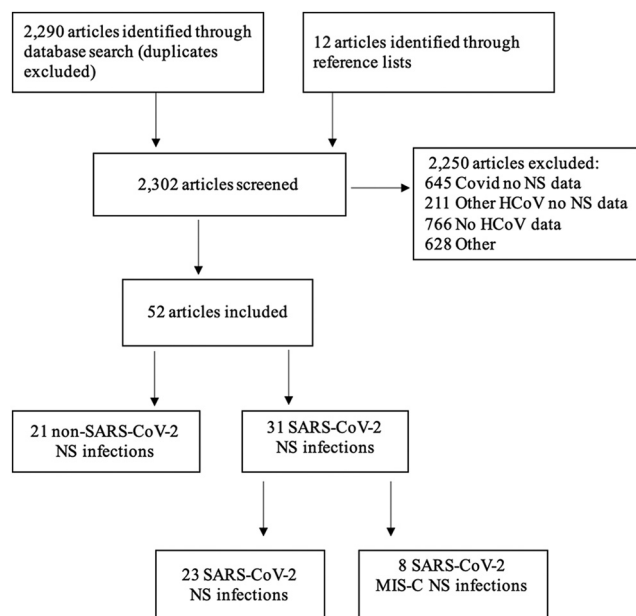 2,290 articles identified through
database search (duplicates
excluded)
12 articles identified through
reference lists
2,302 articles screened
2,250 articles excluded:
645 Covid no NS data
211 Other HCoV no NS data
766 No HCoV data
628 Other
52 articles included
21 non-SARS-CoV-2
NS infections
31 SARS-CoV-2
NS infections
23 SARS-CoV-2
NS infections
8 SARS-CoV-2
MIS-C NS infections